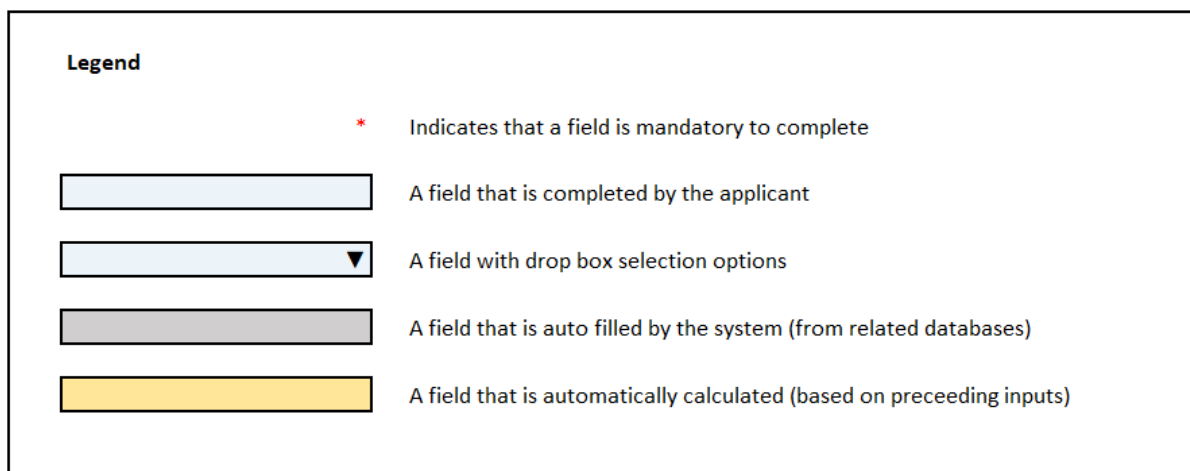 Legend
* Indicates that a field is mandatory to complete
A field that is completed by the applicant
▼ A field with drop box selection options
A field that is auto filled by the system (from related databases)
A field that is automatically calculated (based on preceeding inputs)